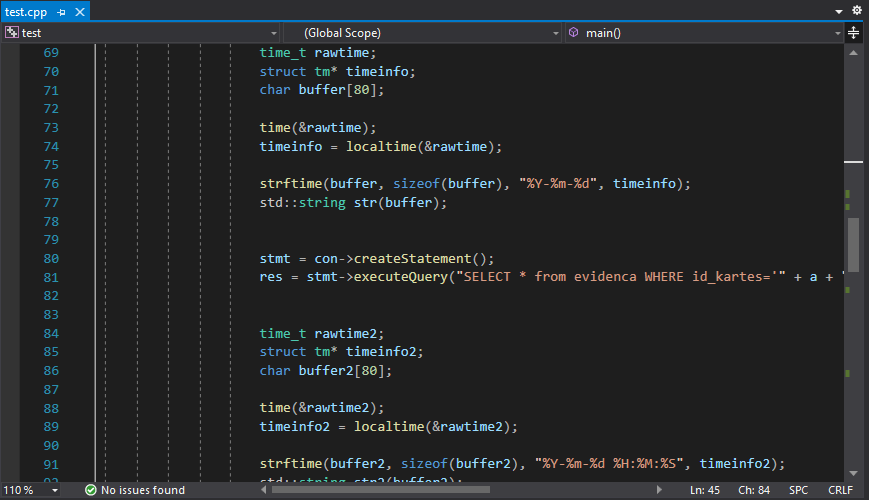 test.cpp
test (Global Scope) main()
69 time_t rawtime;
70 struct tm* timeinfo;
71 char buffer[80];
72
73 time(&rawtime);
74 timeinfo = localtime(&rawtime);
75
76 strftime(buffer, sizeof(buffer), "%Y-%m-%d", timeinfo);
77 std::string str(buffer);
78
79
80 stmt = con->createStatement();
81 res = stmt->executeQuery("SELECT * from evidenca WHERE id_kartes='" + a + "
82
83
84 time_t rawtime2;
85 struct tm* timeinfo2;
86 char buffer2[80];
87
88 time(&rawtime2);
89 timeinfo2 = localtime(&rawtime2);
90
91 strftime(buffer2, sizeof(buffer2), "%Y-%m-%d %H:%M:%S", timeinfo2);
92 std::string str2(buffer2);
110 % No issues found Ln: 45 Ch: 84 SPC CRLF